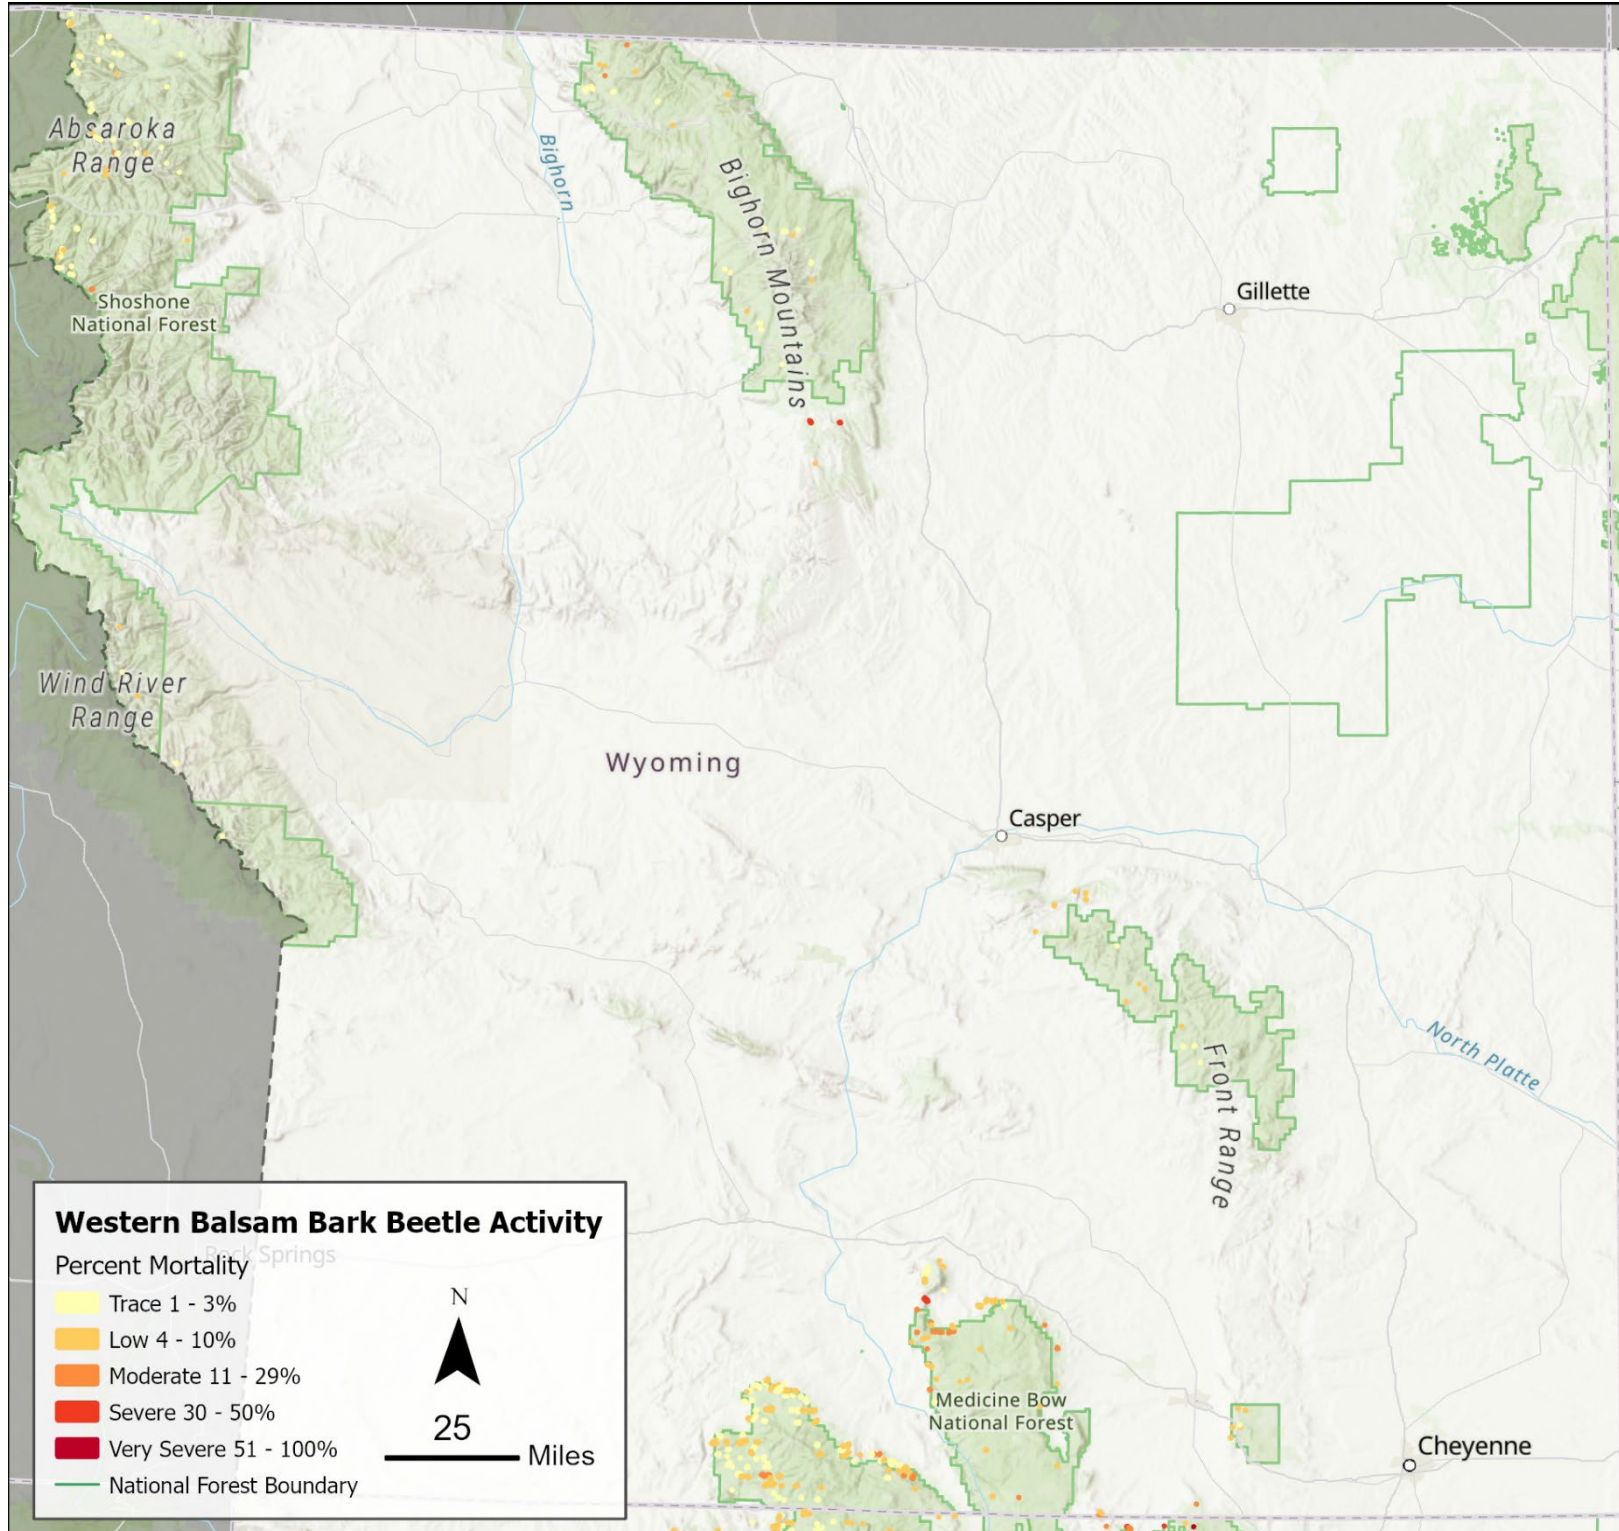 Absaroka
Range
Bighorn
Bighorn Mountains
Shoshone
National Forest
Gillette
Wind River
Range
Wyoming
Casper
North Platte
Front Range
Western Balsam Bark Beetle Activity
Rock Springs
Percent Mortality
Trace 1 - 3%
Low 4 - 10%
Moderate 11 - 29%
Severe 30 - 50%
Very Severe 51 - 100%
National Forest Boundary
N
25
Miles
Medicine Bow
National Forest
Cheyenne